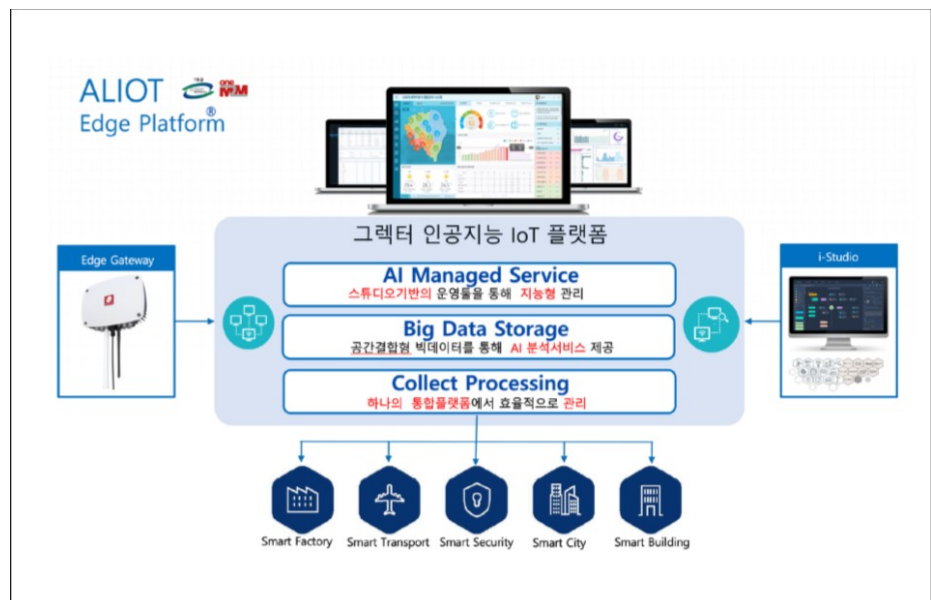 ALIOT
one
M2M
Edge Platform®
그렉터 인공지능 IoT 플랫폼
Edge Gateway
i-Studio
AI Managed Service
스튜디오기반의 운영툴을 통해 지능형 관리
Big Data Storage
공간결합형 빅데이터를 통해 AI 분석서비스 제공
Collect Processing
하나의 통합플랫폼에서 효율적으로 관리
Smart Factory
Smart Transport
Smart Security
Smart City
Smart Building